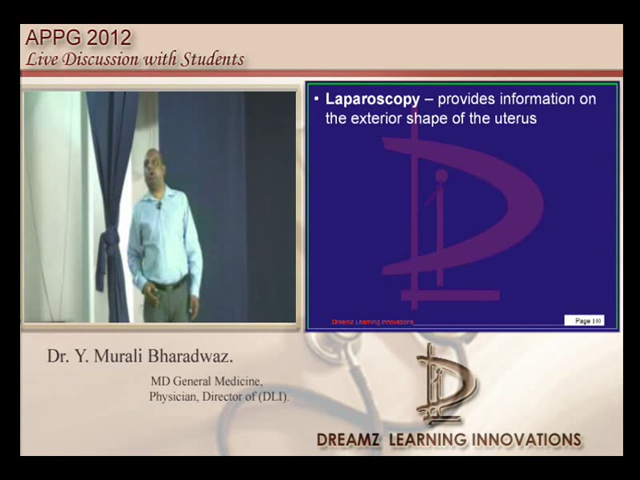 APPG 2012
Live Discussion with Students
• Laparoscopy – provides information on
the exterior shape of the uterus
Dreamz Learning Innovations
Page 140
Dr. Y. Murali Bharadwaz.
MD General Medicine,
Physician, Director of (DLI).
DREAMZ LEARNING INNOVATIONS